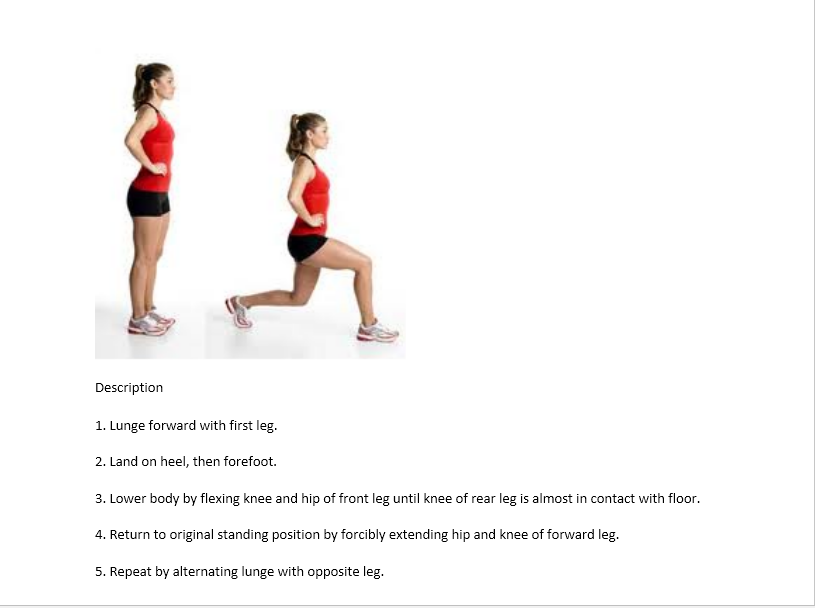 Description
1. Lunge forward with first leg.
2. Land on heel, then forefoot.
3. Lower body by flexing knee and hip of front leg until knee of rear leg is almost in contact with floor.
4. Return to original standing position by forcibly extending hip and knee of forward leg.
5. Repeat by alternating lunge with opposite leg.